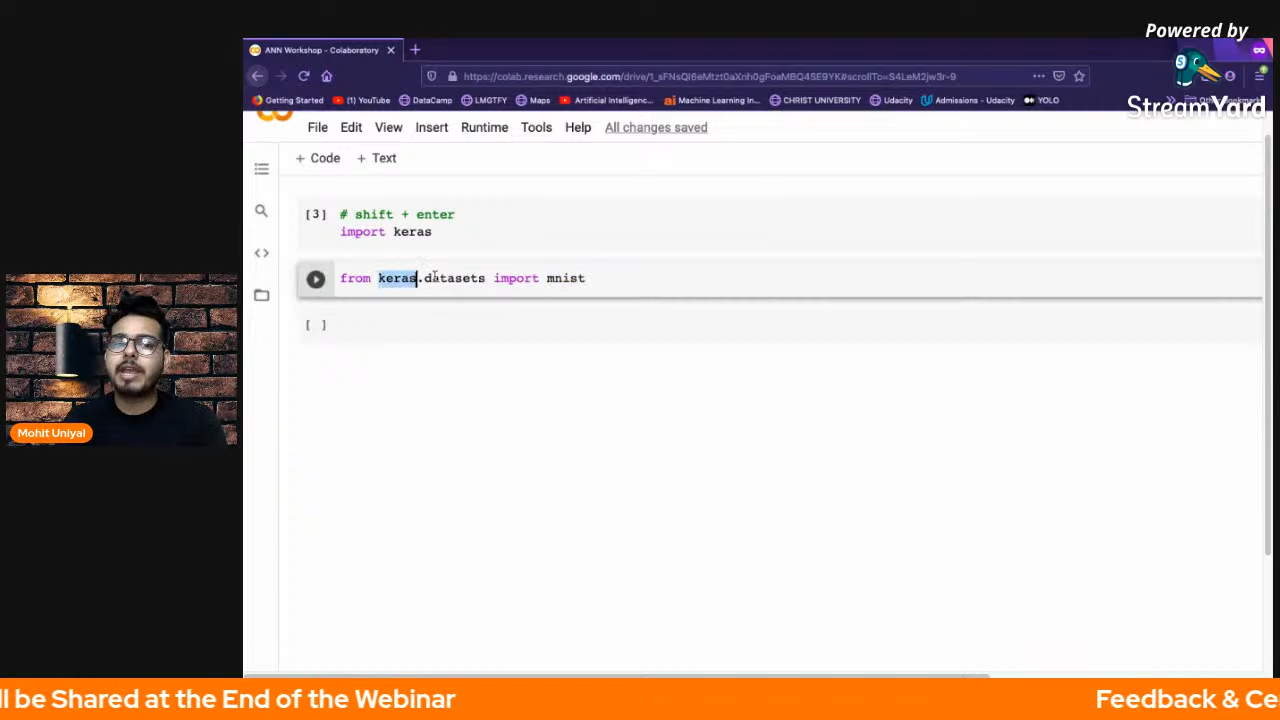 Powered by
StreamYard
ANN Workshop - Colaboratory
https://colab.research.google.com/drive/1_sFNsQI6eMtzt0aXnh0gFoaMBQ4SE9YK#scrollTo=S4LeM2jw3r-9
Getting Started (1) YouTube DataCamp LMGTFY Maps Artificial Intelligenc... Machine Learning In... CHRIST UNIVERSITY Udacity Admissions - Udacity YOLO
File Edit View Insert Runtime Tools Help All changes saved
+ Code + Text
[3] # shift + enter
import keras
from keras.datasets import mnist
[ ]
Mohit Uniyal
ll be Shared at the End of the Webinar Feedback & Ce